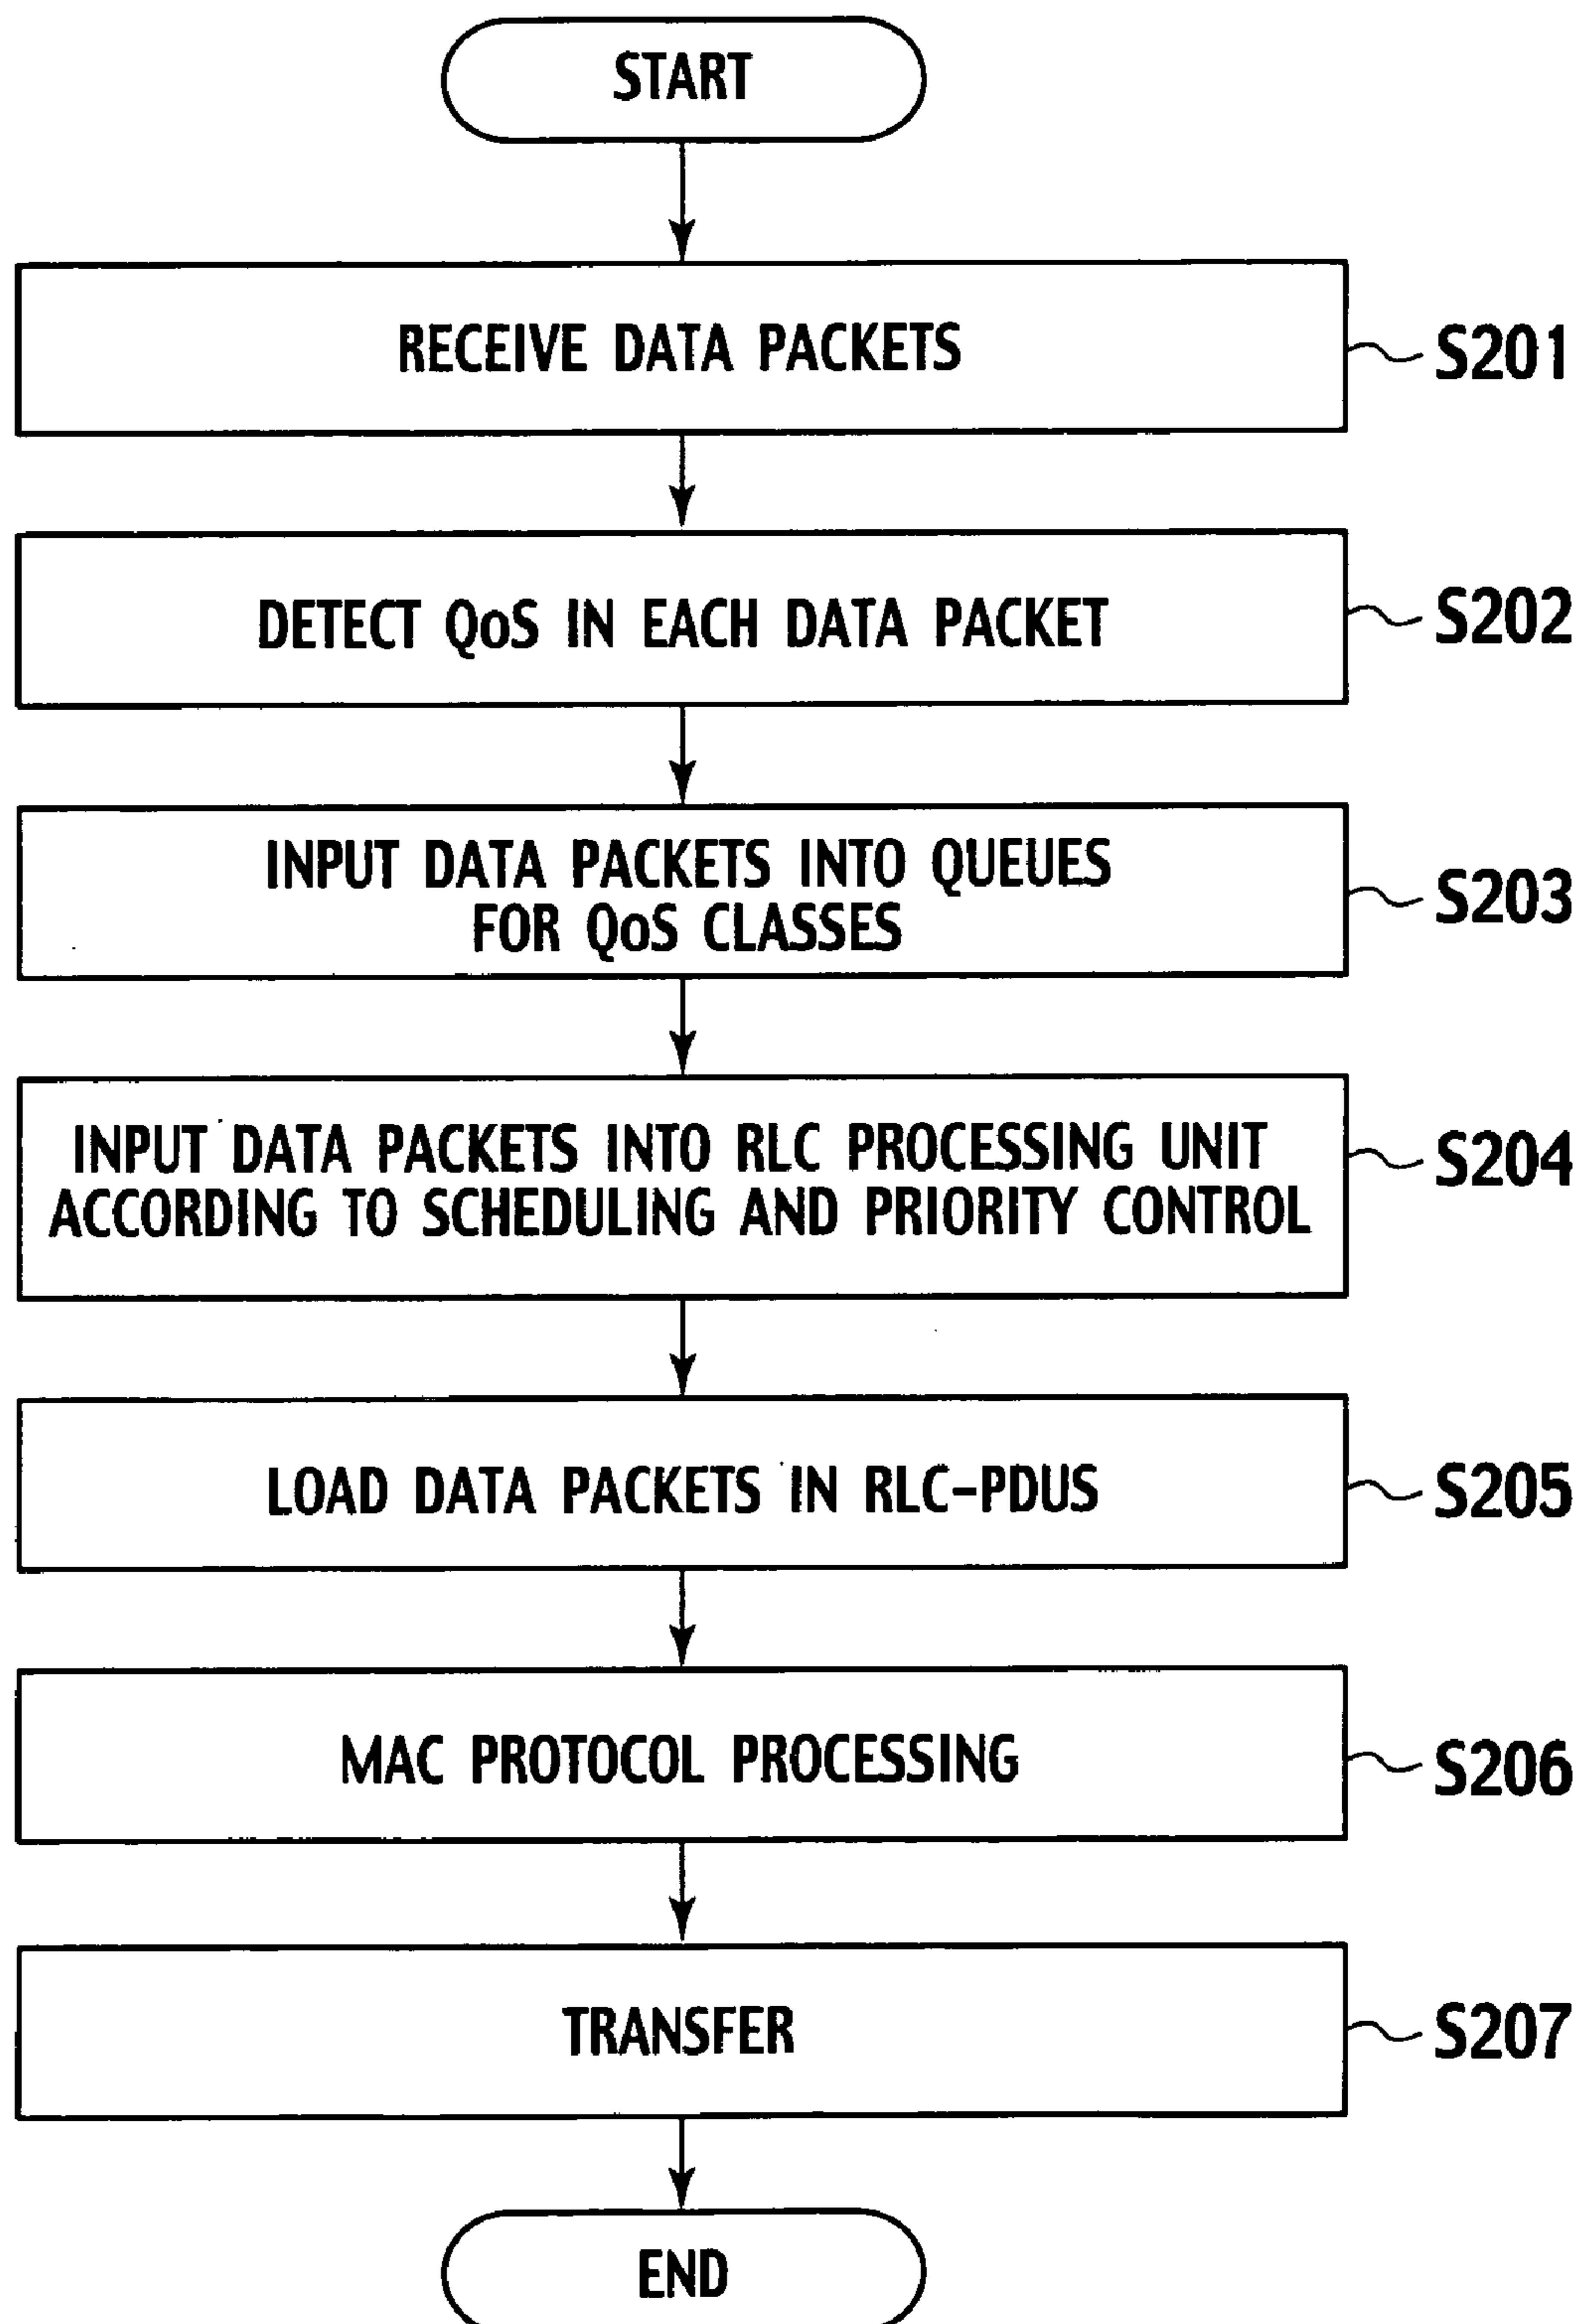 START
RECEIVE DATA PACKETS
S201
DETECT QoS IN EACH DATA PACKET
S202
INPUT DATA PACKETS INTO QUEUES
FOR QoS CLASSES
S203
INPUT DATA PACKETS INTO RLC PROCESSING UNIT
ACCORDING TO SCHEDULING AND PRIORITY CONTROL
S204
LOAD DATA PACKETS IN RLC-PDUS
S205
MAC PROTOCOL PROCESSING
S206
TRANSFER
S207
END